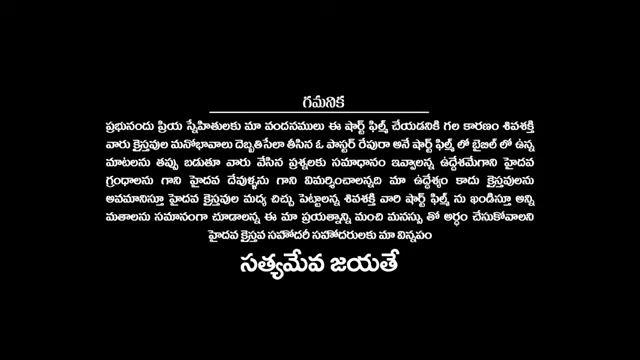 గమనిక
ప్రభునందు ప్రియ స్నేహితులకు మా వందనములు ఈ షార్ట్ ఫిల్మ్ చేయడనికి గల కారణం శివశక్తి
వారు క్రైస్తవుల మనోభావాలు దెబ్బతిసేలా తీసిన ఓ పాస్టర్ రేపురా అనే షార్ట్ ఫిల్మ్ లో బైబిల్ లో ఉన్న
మాటలను తప్పు బడుతూ వారు వేసిన ప్రశ్నలకు సమాధానం ఇవ్వాలన్న ఉద్దేశమేగాని హైదవ
గ్రంధాలను గాని హైదవ దేవుళ్ళను గాని విమర్శించాలన్నది మా ఉద్దేశ్యం కాదు క్రైస్తవులను
అవమానిస్తూ హైదవ క్రైస్తవుల మద్య చిచ్చు పెట్టాలన్న శివశక్తి వారి షార్ట్ ఫిల్మ్ ను ఖండిస్తూ అన్ని
మతాలను సమానంగా చూడాలన్న ఈ మా ప్రయత్నాన్ని మంచి మనస్సు తో అర్ధం చేసుకోవాలని
హైదవ క్రైస్తవ సహోదరీ సహోదరులకు మా విన్నపం
సత్యమేవ జయతే